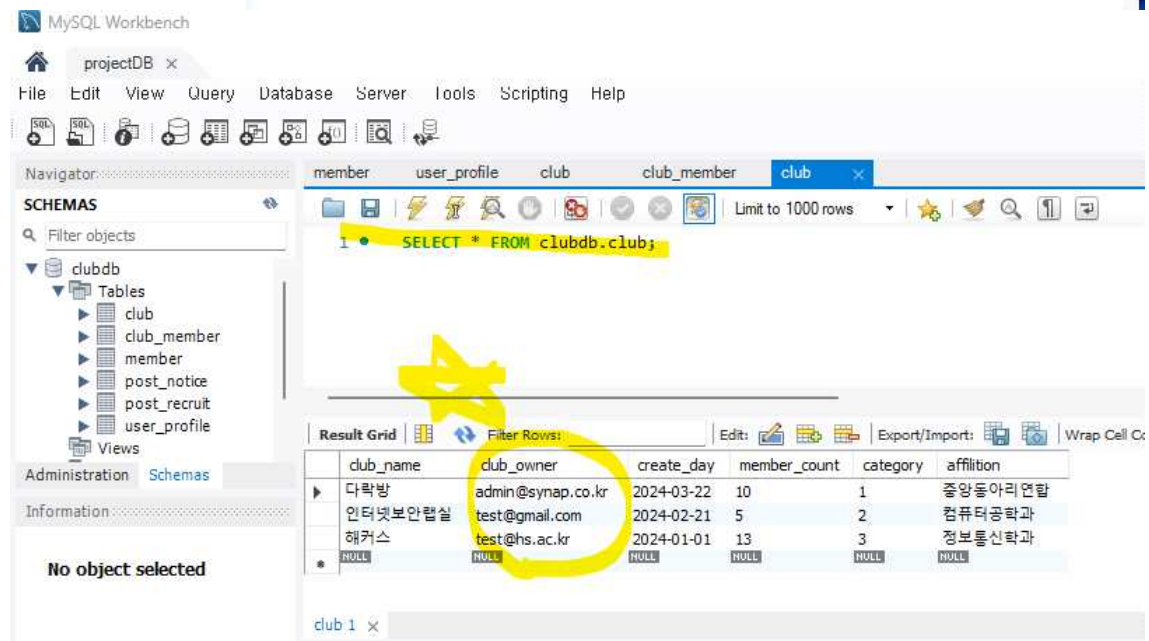 MySQL Workbench
projectDB ×
File Edit View Query Database Server Tools Scripting Help
Navigator
member user_profile club club_member club ×
SCHEMAS
Limit to 1000 rows
Filter objects
1 SELECT * FROM clubdb.club;
clubdb
Tables
club
club_member
member
post_notice
post_recruit
user_profile
Views
Administration Schemas
Information
No object selected
Result Grid Filter Rows: Edit: Export/Import: Wrap Cell
club_name club_owner create_day member_count category affilition
다락방 admin@synap.co.kr 2024-03-22 10 1 중앙동아리연합
인터넷보안랩실 test@gmail.com 2024-02-21 5 2 컴퓨터공학과
해커스 test@hs.ac.kr 2024-01-01 13 3 정보통신학과
NULL NULL NULL NULL NULL NULL
club 1 ×